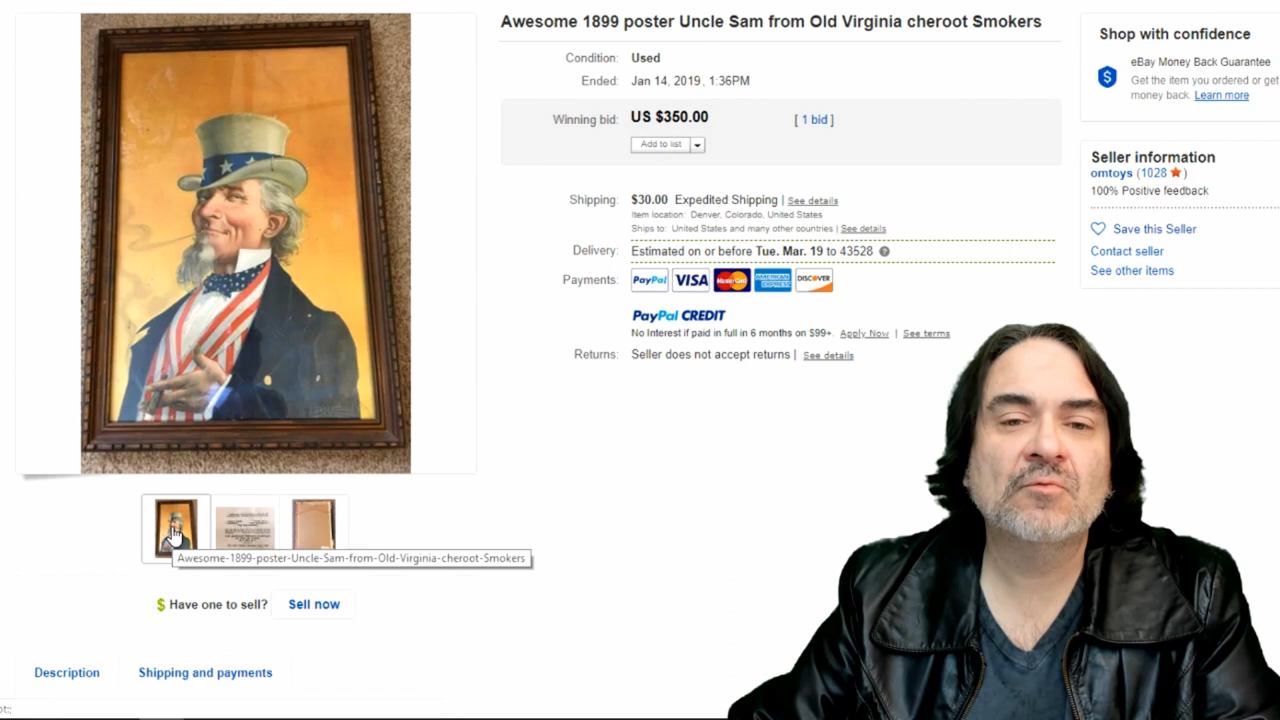 Awesome 1899 poster Uncle Sam from Old Virginia cheroot Smokers
Condition: Used
Ended: Jan 14, 2019 , 1:36PM
Winning bid: US $350.00 [ 1 bid ]
Add to list
Shipping: $30.00 Expedited Shipping | See details
Item location: Denver, Colorado, United States
Ships to: United States and many other countries | See details
Delivery: Estimated on or before Tue. Mar. 19 to 43528
Payments: PayPal VISA MasterCard AMERICAN EXPRESS DISCOVER
PayPal CREDIT
No Interest if paid in full in 6 months on $99+. Apply Now | See terms
Returns: Seller does not accept returns | See details
Shop with confidence
eBay Money Back Guarantee
Get the item you ordered or get
money back. Learn more
Seller information
omtoys (1028 ★ )
100% Positive feedback
Save this Seller
Contact seller
See other items
Awesome-1899-poster-Uncle-Sam-from-Old-Virginia-cheroot-Smokers
$ Have one to sell? Sell now
Description Shipping and payments